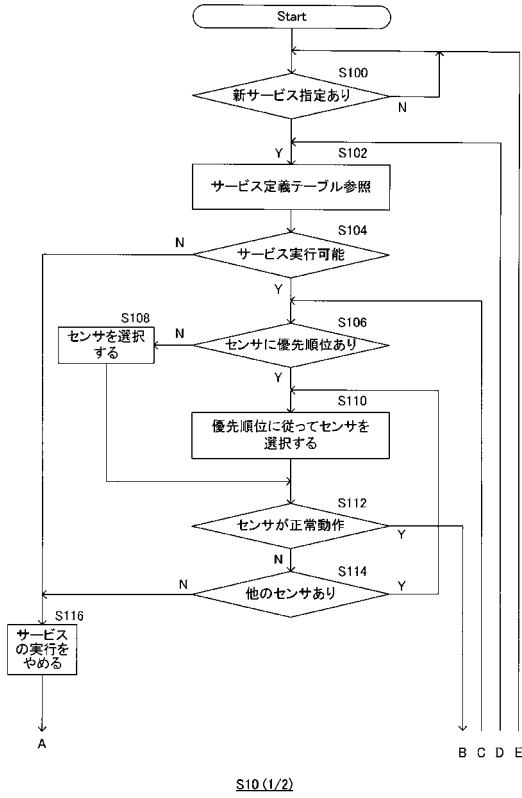 Start
S100
新サービス指定あり
N
Y
S102
サービス定義テーブル参照
S104
N
サービス実行可能
Y
S108
S106
センサを選択
する
N
センサに優先順位あり
Y
S110
優先順位に従ってセンサを
選択する
S112
センサが正常動作
Y
N
S114
N
他のセンサあり
Y
S116
サービス
の実行を
やめる
A
B C D E
S10(1/2)